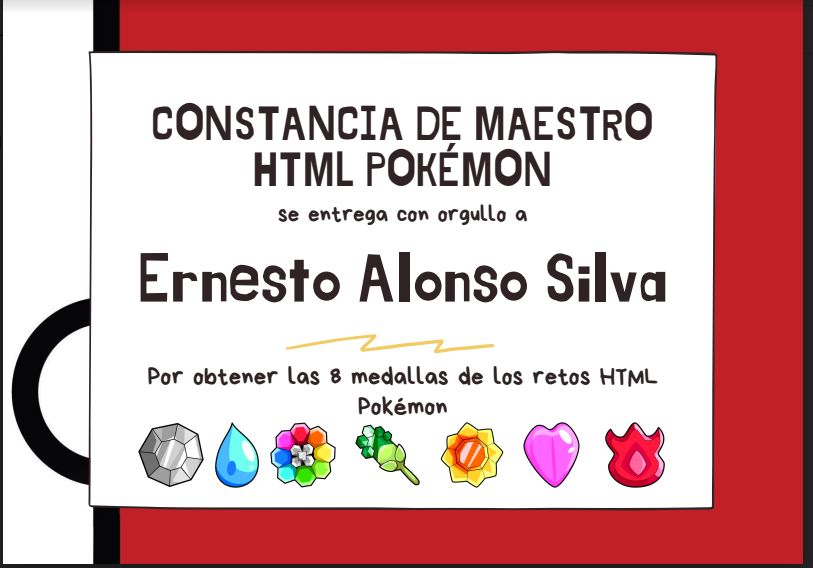 CONSTANCIA DE MAESTRO
HTML POKÉMON
se entrega con orgullo a
Ernesto Alonso Silva
Por obtener las 8 medallas de los retos HTML
Pokémon